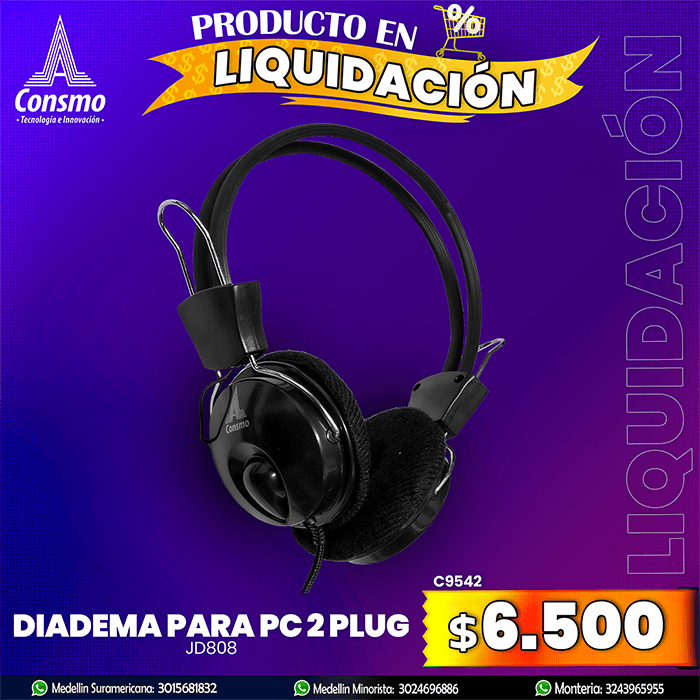 PRODUCTO EN
%
LIQUIDACIÓN
Consmo
• Tecnología e Innovación •
LIQUIDACIÓN
Consmo
C9542
DIADEMA PARA PC 2 PLUG
JD808
$6.500
Medellin Suramericana: 3015681832
Medellin Minorista: 3024696886
Monteria: 3243965955